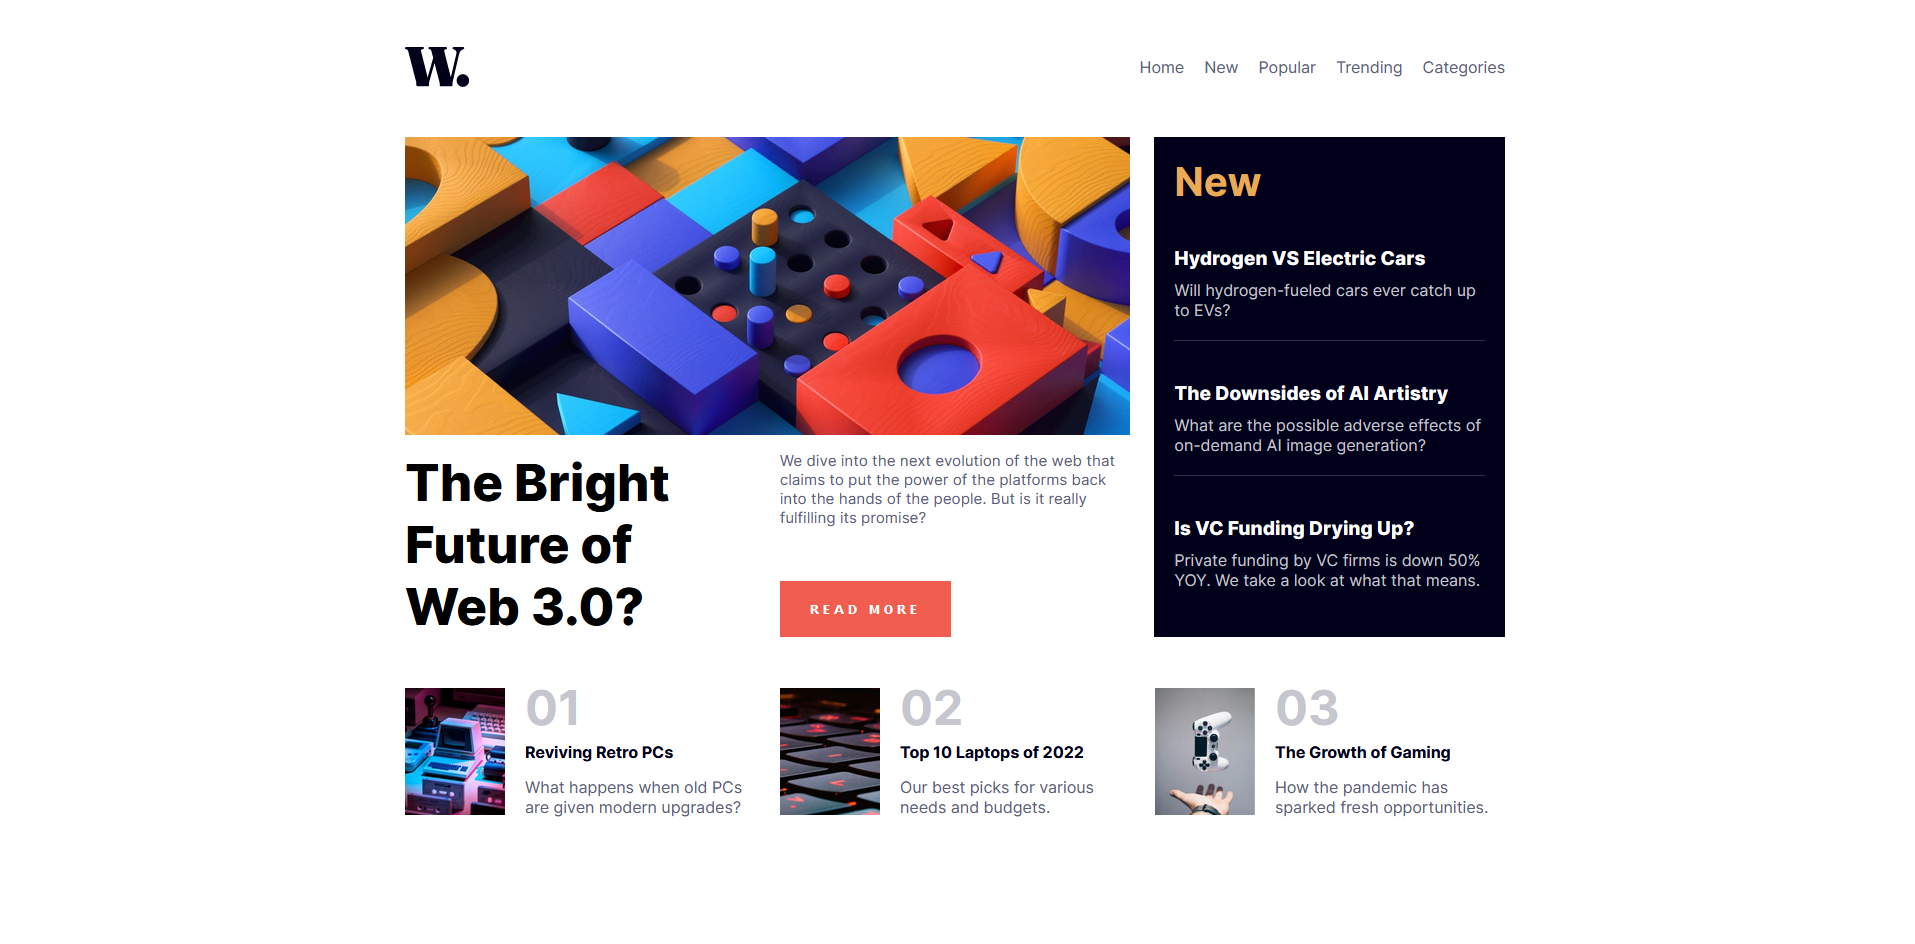 W.
Home New Popular Trending Categories
The Bright
Future of
Web 3.0?
We dive into the next evolution of the web that
claims to put the power of the platforms back
into the hands of the people. But is it really
fulfilling its promise?
READ MORE
New
Hydrogen VS Electric Cars
Will hydrogen-fueled cars ever catch up
to EVs?
The Downsides of AI Artistry
What are the possible adverse effects of
on-demand AI image generation?
Is VC Funding Drying Up?
Private funding by VC firms is down 50%
YOY. We take a look at what that means.
01
Reviving Retro PCs
What happens when old PCs
are given modern upgrades?
02
Top 10 Laptops of 2022
Our best picks for various
needs and budgets.
03
The Growth of Gaming
How the pandemic has
sparked fresh opportunities.